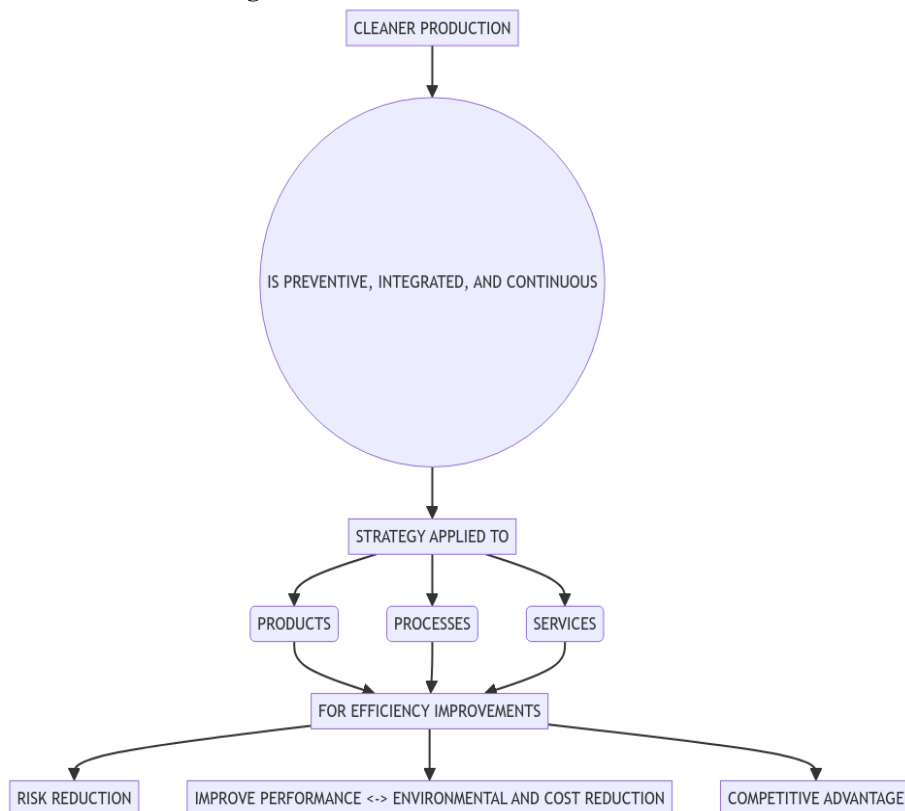 CLEANER PRODUCTION
IS PREVENTIVE, INTEGRATED, AND CONTINUOUS
STRATEGY APPLIED TO
PRODUCTS
PROCESSES
SERVICES
FOR EFFICIENCY IMPROVEMENTS
RISK REDUCTION
IMPROVE PERFORMANCE <-> ENVIRONMENTAL AND COST REDUCTION
COMPETITIVE ADVANTAGE